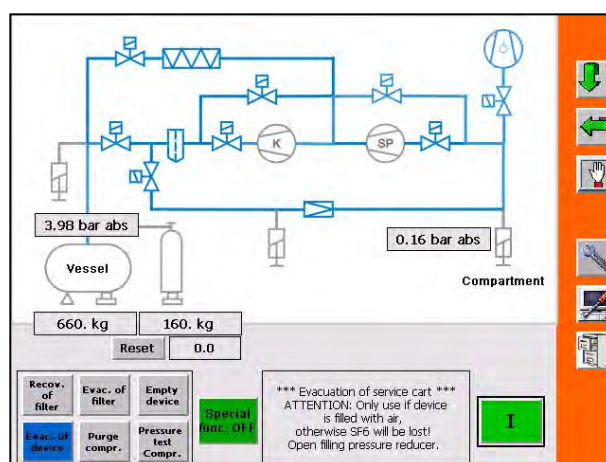 K
SP
3.98 bar abs
0.16 bar abs
Vessel
Compartment
660. kg
160. kg
Reset
0.0
Recov.
of
filter
Evac. of
filter
Empty
device
Evac. of
device
Purge
compr.
Pressure
test
Compr.
Special
func. OFF
*** Evacuation of service cart ***
ATTENTION: Only use if device
is filled with air,
otherwise SF6 will be lost!
Open filling pressure reducer.
I